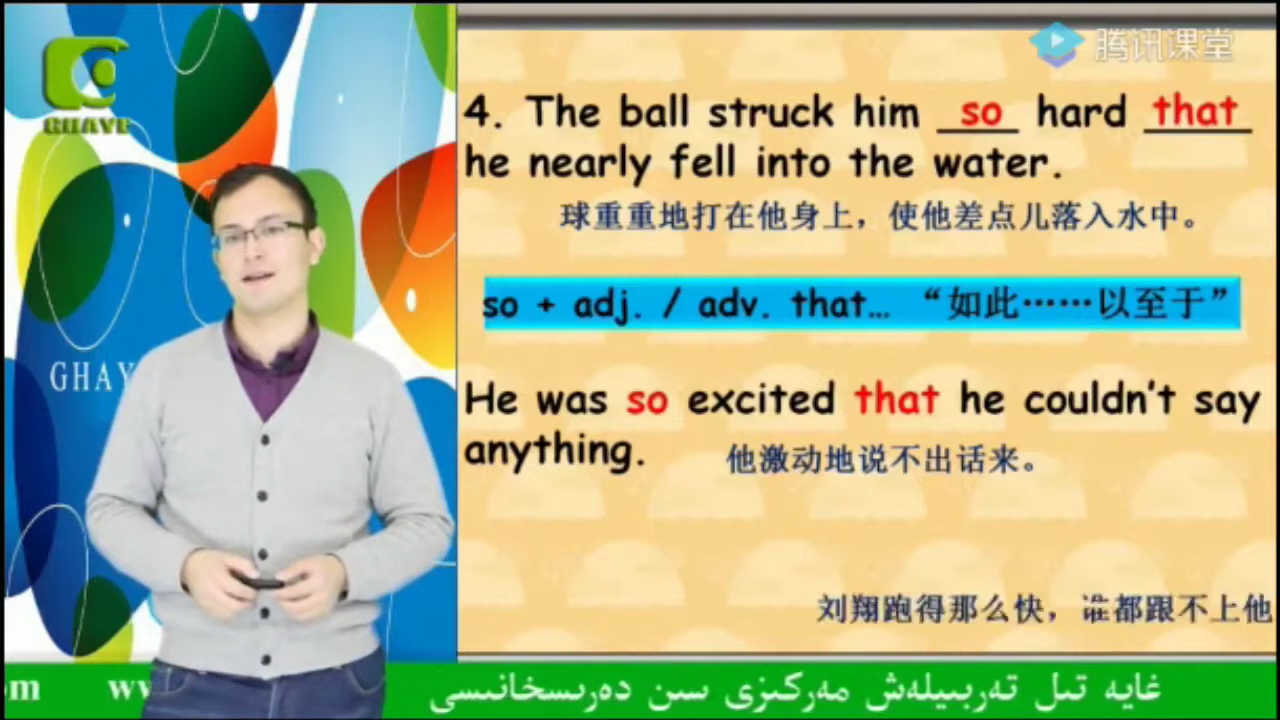 GHAYE
腾讯课堂
4. The ball struck him so hard that
he nearly fell into the water.
球重重地打在他身上，使他差点儿落入水中。
so + adj. / adv. that… “如此……以至于”
GHAY
He was so excited that he couldn't say
anything. 他激动地说不出话来。
刘翔跑得那么快，谁都跟不上他
om ww
غايە تىل تەربىيلەش مەركىزى سىن دەرىسخانىسى